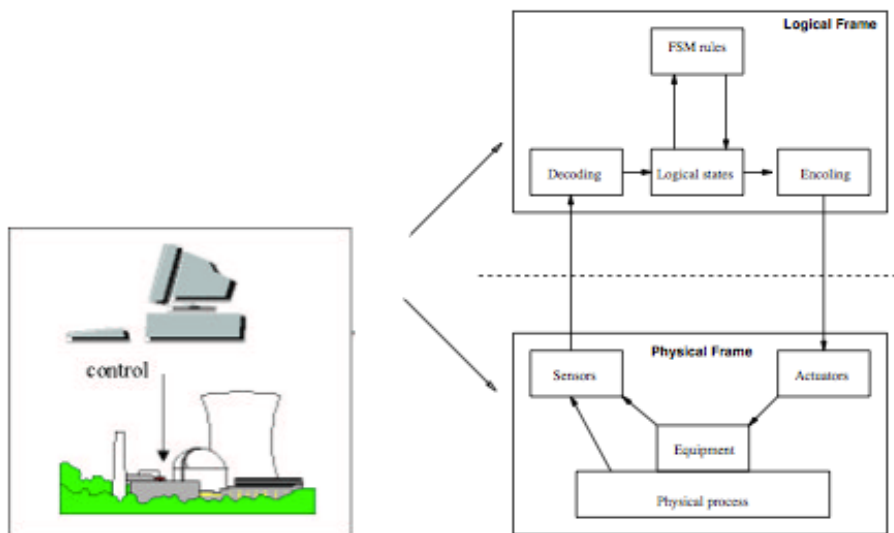 Logical Frame
FSM rules
Decoding
Logical states
Encoling
control
Physical Frame
Sensors
Actuators
Equipment
Physical process